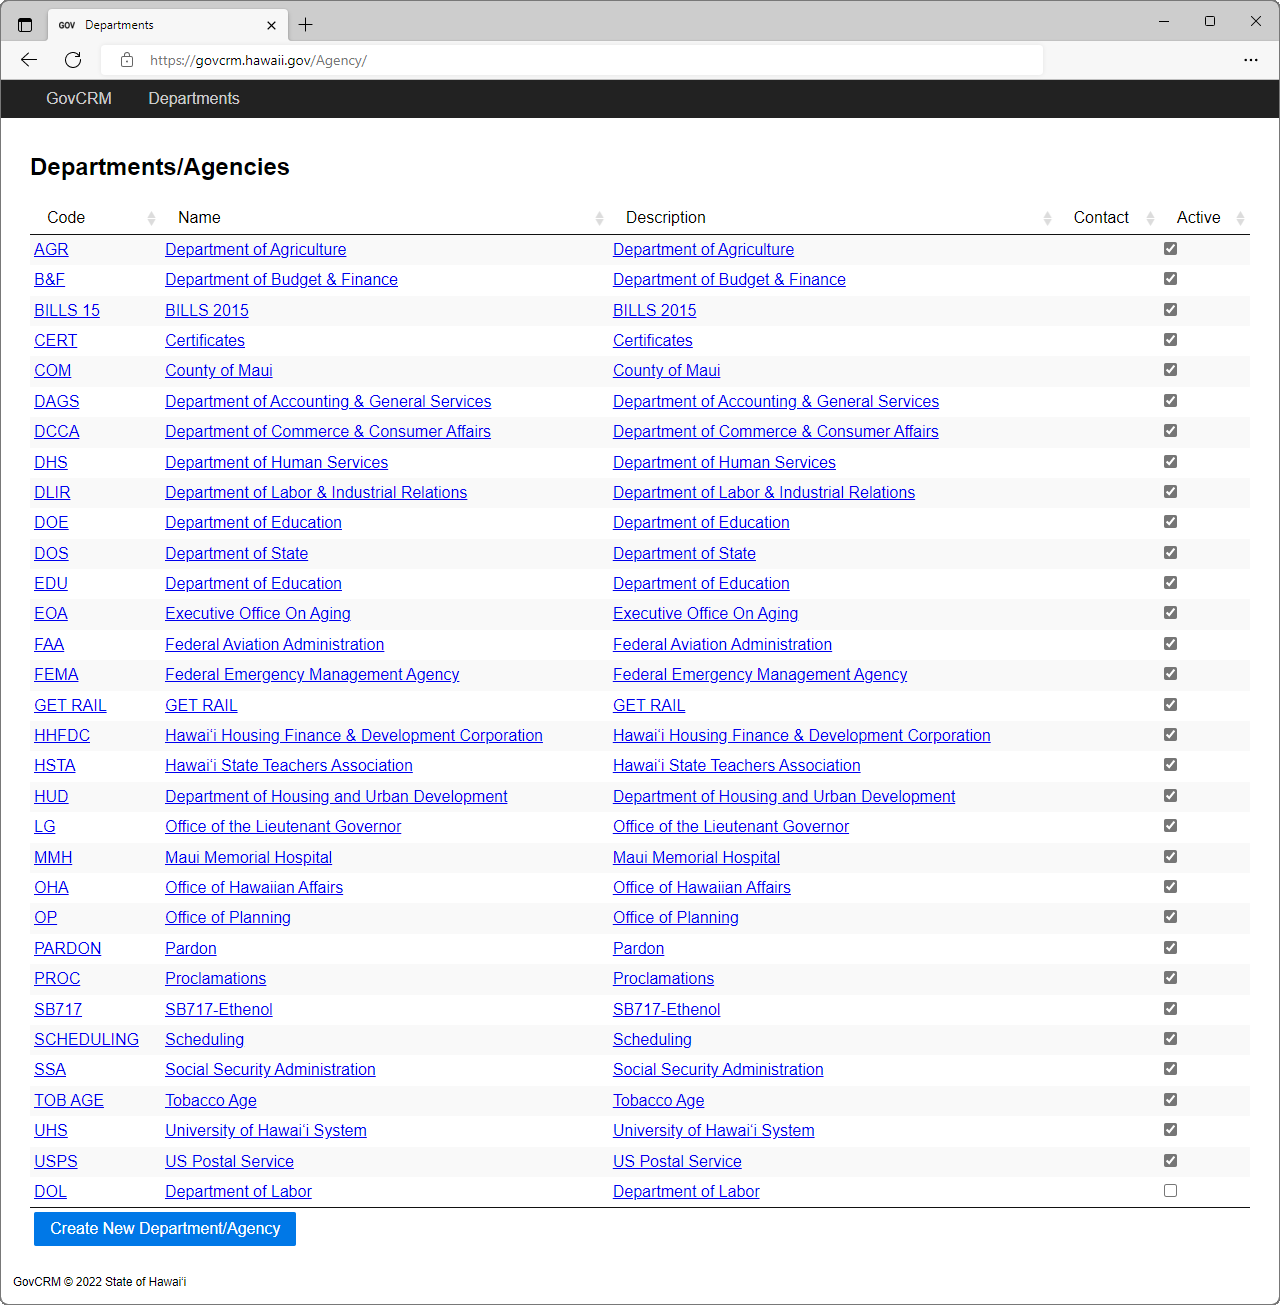 GOV Departments
https://govcrm.hawaii.gov/Agency/
GovCRM Departments
Departments/Agencies
Code Name Description Contact Active
AGR Department of Agriculture Department of Agriculture
B&F Department of Budget & Finance Department of Budget & Finance
BILLS 15 BILLS 2015 BILLS 2015
CERT Certificates Certificates
COM County of Maui County of Maui
DAGS Department of Accounting & General Services Department of Accounting & General Services
DCCA Department of Commerce & Consumer Affairs Department of Commerce & Consumer Affairs
DHS Department of Human Services Department of Human Services
DLIR Department of Labor & Industrial Relations Department of Labor & Industrial Relations
DOE Department of Education Department of Education
DOS Department of State Department of State
EDU Department of Education Department of Education
EOA Executive Office On Aging Executive Office On Aging
FAA Federal Aviation Administration Federal Aviation Administration
FEMA Federal Emergency Management Agency Federal Emergency Management Agency
GET RAIL GET RAIL GET RAIL
HHFDC Hawaiʻi Housing Finance & Development Corporation Hawaiʻi Housing Finance & Development Corporation
HSTA Hawaiʻi State Teachers Association Hawaiʻi State Teachers Association
HUD Department of Housing and Urban Development Department of Housing and Urban Development
LG Office of the Lieutenant Governor Office of the Lieutenant Governor
MMH Maui Memorial Hospital Maui Memorial Hospital
OHA Office of Hawaiian Affairs Office of Hawaiian Affairs
OP Office of Planning Office of Planning
PARDON Pardon Pardon
PROC Proclamations Proclamations
SB717 SB717-Ethenol SB717-Ethenol
SCHEDULING Scheduling Scheduling
SSA Social Security Administration Social Security Administration
TOB AGE Tobacco Age Tobacco Age
UHS University of Hawaiʻi System University of Hawaiʻi System
USPS US Postal Service US Postal Service
DOL Department of Labor Department of Labor
Create New Department/Agency
GovCRM © 2022 State of Hawaiʻi